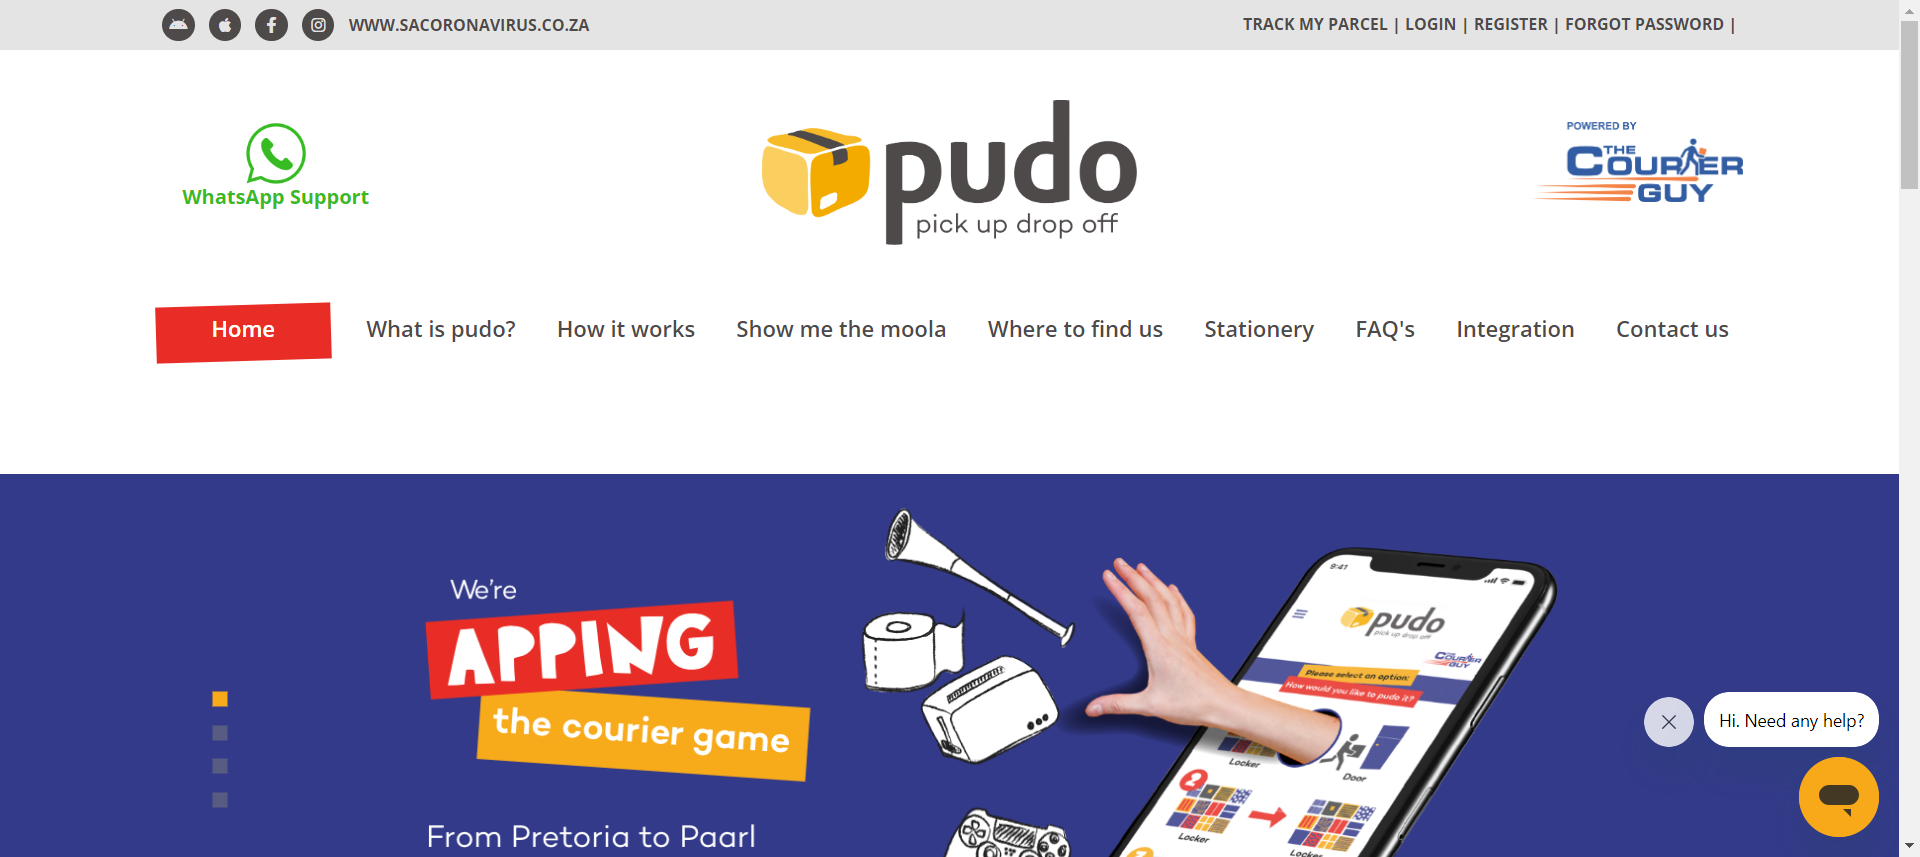 WWW.SACORONAVIRUS.CO.ZA
TRACK MY PARCEL | LOGIN | REGISTER | FORGOT PASSWORD |
WhatsApp Support
pudo
pick up drop off
POWERED BY
THE
COURIER
GUY
Home
What is pudo?
How it works
Show me the moola
Where to find us
Stationery
FAQ's
Integration
Contact us
We're
APPING
the courier game
From Pretoria to Paarl
9:41
pudo
pick up drop off
THE
COURIER
GUY
Please select an option:
How would you like to pudo it?
Locker
Door
Locker
Locker
Hi. Need any help?